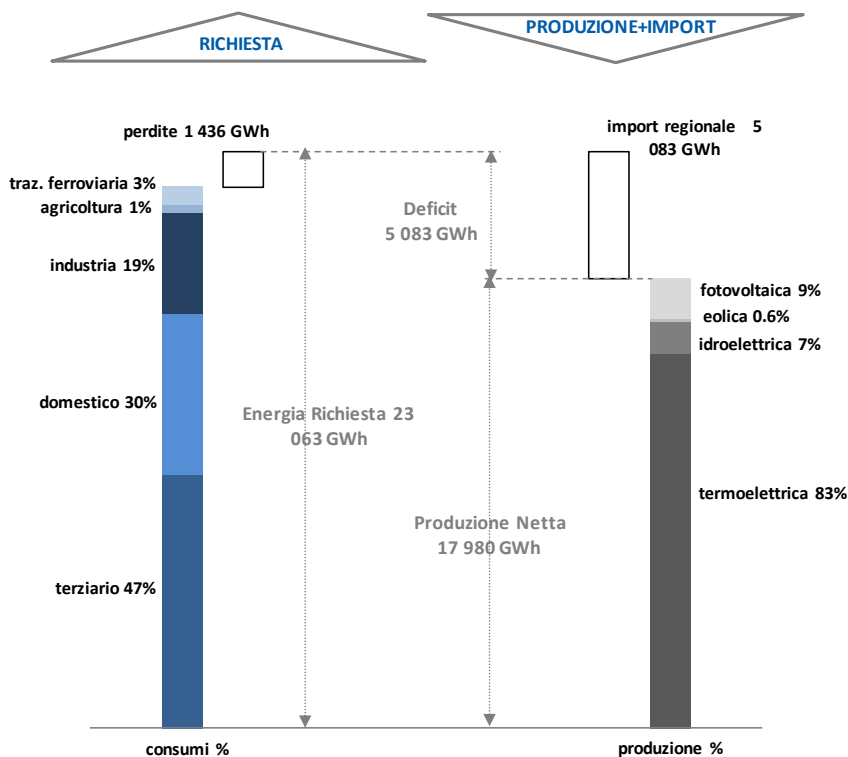 RICHIESTA
PRODUZIONE+IMPORT
perdite 1 436 GWh
import regionale 5
083 GWh
traz. ferroviaria 3%
agricoltura 1%
industria 19%
domestico 30%
terziario 47%
Deficit
5 083 GWh
Energia Richiesta 23
063 GWh
Produzione Netta
17 980 GWh
fotovoltaica 9%
eolica 0.6%
idroelettrica 7%
termoelettrica 83%
consumi %
produzione %